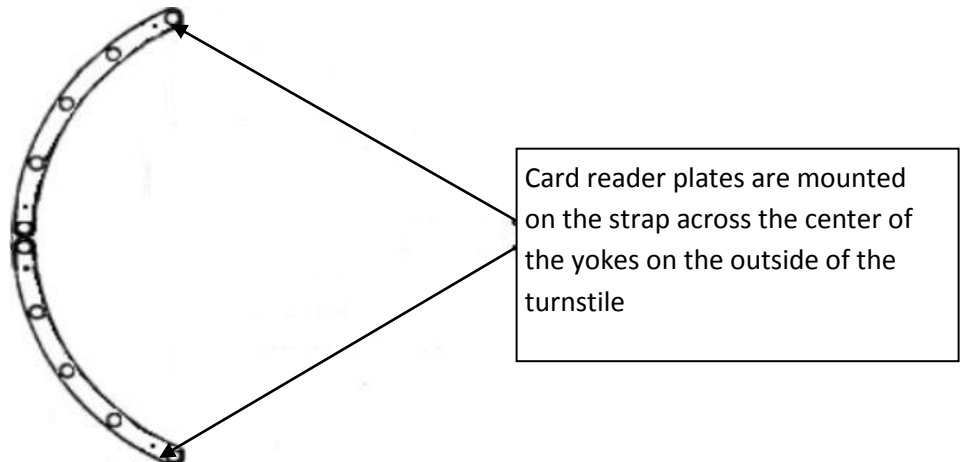 Card reader plates are mounted
on the strap across the center of
the yokes on the outside of the
turnstile